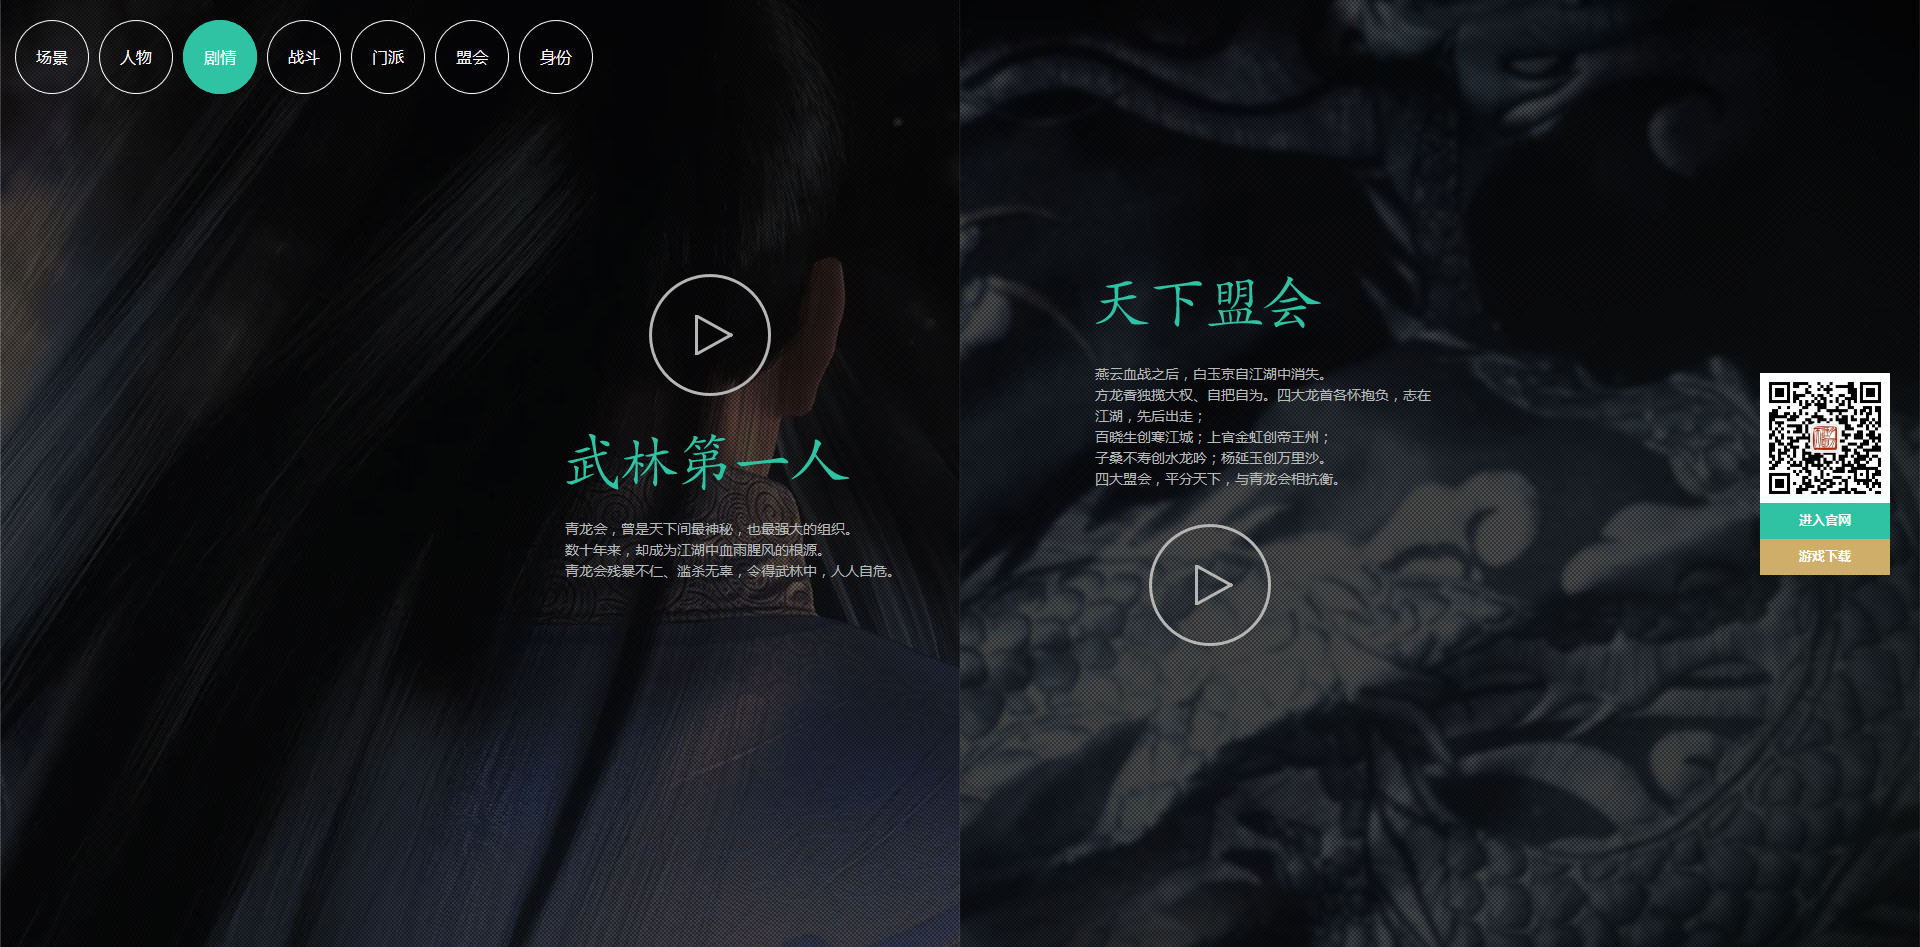 场景
人物
剧情
战斗
门派
盟会
身份
武林第一人
青龙会，曾是天下间最神秘，也最强大的组织。
数十年来，却成为江湖中血雨腥风的根源。
青龙会残暴不仁、滥杀无辜，令得武林中，人人自危。
天下盟会
燕云血战之后，白玉京自江湖中消失。
方龙香独揽大权、自把自为。四大龙首各怀抱负，志在
江湖，先后出走；
百晓生创寒江城；上官金虹创帝王州；
子桑不寿创水龙吟；杨延玉创万里沙。
四大盟会，平分天下，与青龙会相抗衡。
进入官网
游戏下载